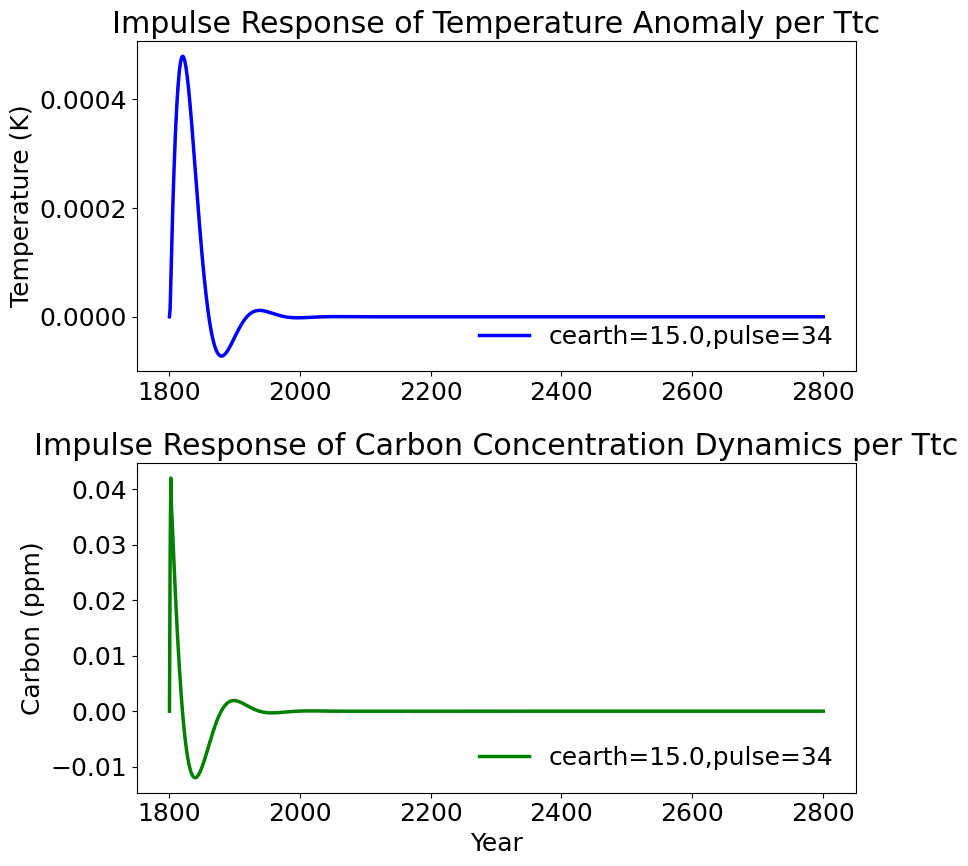 Impulse Response of Temperature Anomaly per Ttc
Temperature (K)
0.0004
0.0002
0.0000
cearth=15.0,pulse=34
1800 2000 2200 2400 2600 2800
Impulse Response of Carbon Concentration Dynamics per Ttc
Carbon (ppm)
0.04
0.03
0.02
0.01
0.00
−0.01
cearth=15.0,pulse=34
1800 2000 2200 2400 2600 2800
Year